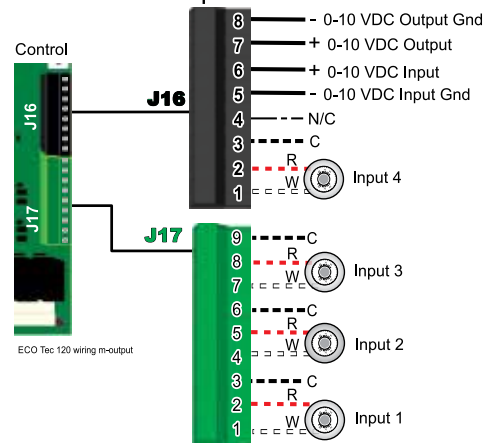 8 - 0-10 VDC Output Gnd
7 + 0-10 VDC Output
6 + 0-10 VDC Input
5 - 0-10 VDC Input Gnd
4 N/C
3 C
2 R
1 W Input 4
Control
J16
J16
J17
J17
9 C
8 R
7 W Input 3
6 C
5 R
4 W Input 2
3 C
2 R
1 W Input 1
ECO Tec 120 wiring m-output